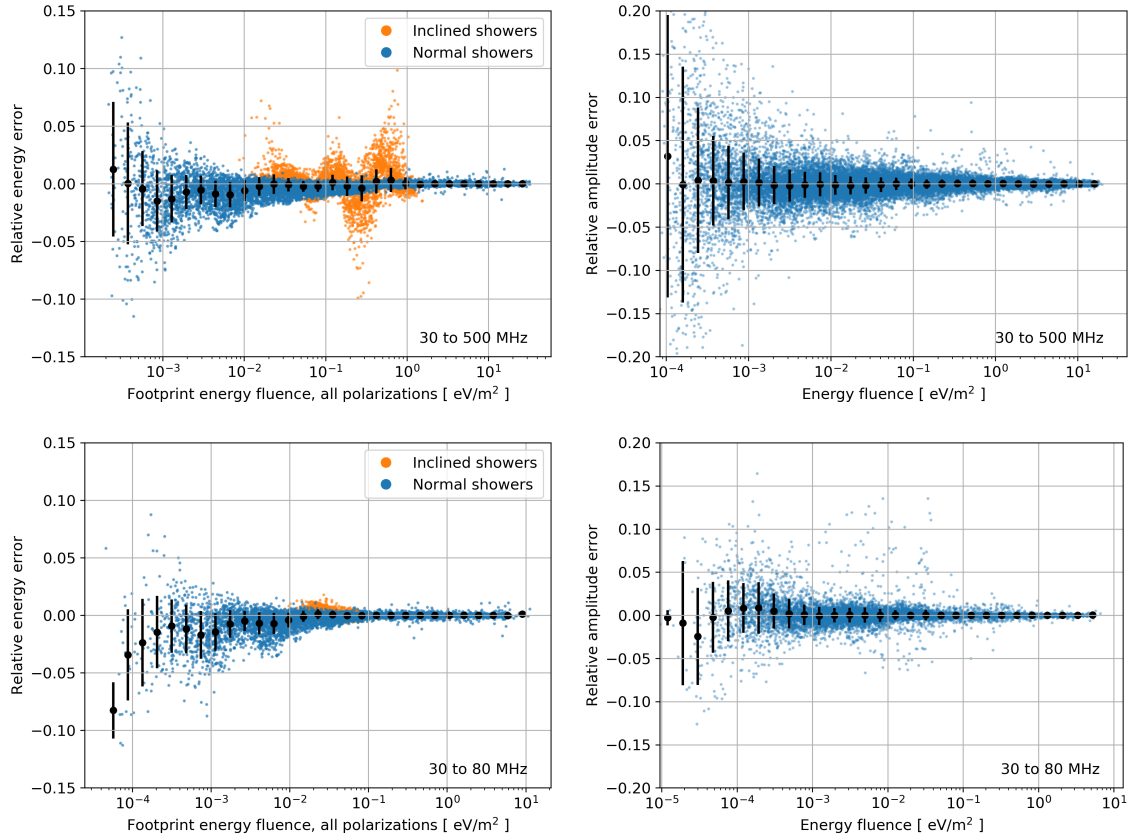 0.15
0.10
0.05
0.00
−0.05
−0.10
−0.15
Relative energy error
Inclined showers
Normal showers
30 to 500 MHz
10⁻³ 10⁻² 10⁻¹ 10⁰ 10¹
Footprint energy fluence, all polarizations [ eV/m² ]
0.20
0.15
0.10
0.05
0.00
−0.05
−0.10
−0.15
−0.20
Relative amplitude error
30 to 500 MHz
10⁻⁴ 10⁻³ 10⁻² 10⁻¹ 10⁰ 10¹
Energy fluence [ eV/m² ]
0.15
0.10
0.05
0.00
−0.05
−0.10
−0.15
Relative energy error
Inclined showers
Normal showers
30 to 80 MHz
10⁻⁴ 10⁻³ 10⁻² 10⁻¹ 10⁰ 10¹
Footprint energy fluence, all polarizations [ eV/m² ]
0.20
0.15
0.10
0.05
0.00
−0.05
−0.10
−0.15
−0.20
Relative amplitude error
30 to 80 MHz
10⁻⁵ 10⁻⁴ 10⁻³ 10⁻² 10⁻¹ 10⁰ 10¹
Energy fluence [ eV/m² ]